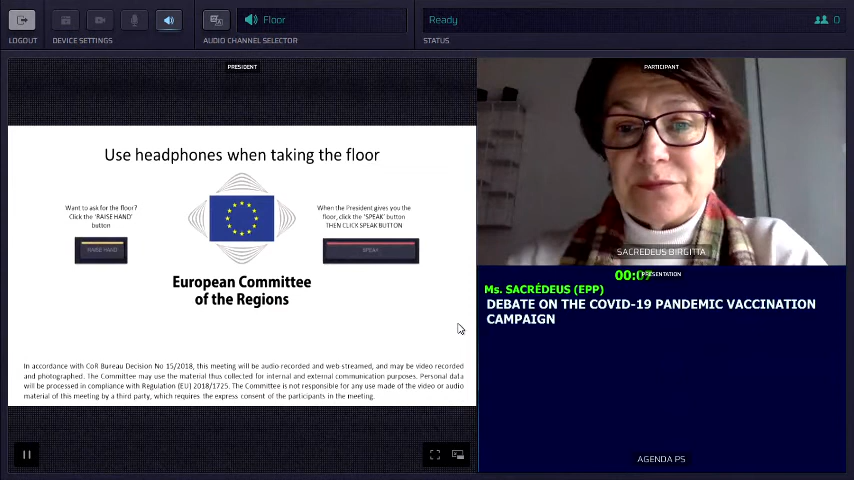 Floor
Ready
0
LOGOUT
DEVICE SETTINGS
AUDIO CHANNEL SELECTOR
STATUS
PRESIDENT
Use headphones when taking the floor
Want to ask for the floor?
Click the 'RAISE HAND'
button
RAISE HAND
When the President gives you the
floor, click the 'SPEAK' button
THEN CLICK SPEAK BUTTON
SPEAK
European Committee
of the Regions
In accordance with CoR Bureau Decision No 15/2018, this meeting will be audio recorded and web-streamed, and may be video recorded
and photographed. The Committee may use the material thus collected for internal and external communication purposes. Personal data
will be processed in compliance with Regulation (EU) 2018/1725. The Committee is not responsible for any use made of the video or audio
material of this meeting by a third party, which requires the express consent of the participants in the meeting.
PARTICIPANT
SACREDEUS BIRGITTA
PRESENTATION
Ms. SACRÉDEUS (EPP)
DEBATE ON THE COVID-19 PANDEMIC VACCINATION
CAMPAIGN
AGENDA PS